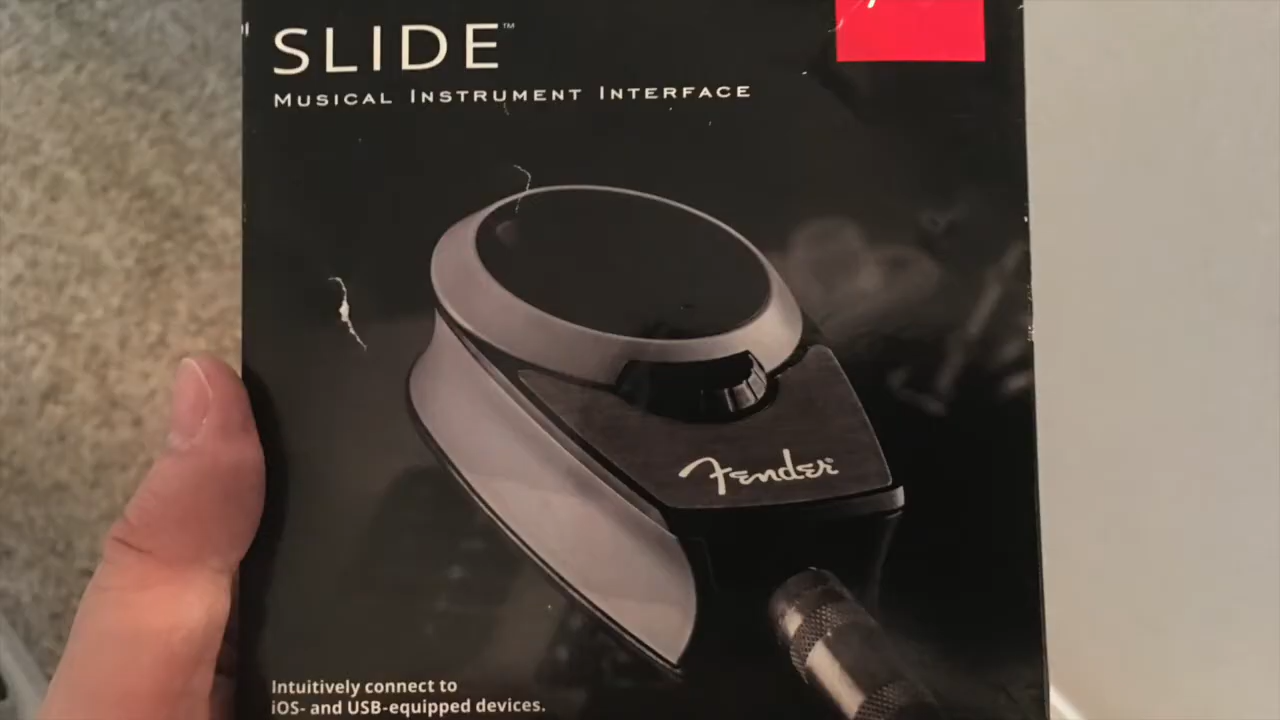 SLIDE™
MUSICAL INSTRUMENT INTERFACE
Fender®
Intuitively connect to
iOS- and USB-equipped devices.